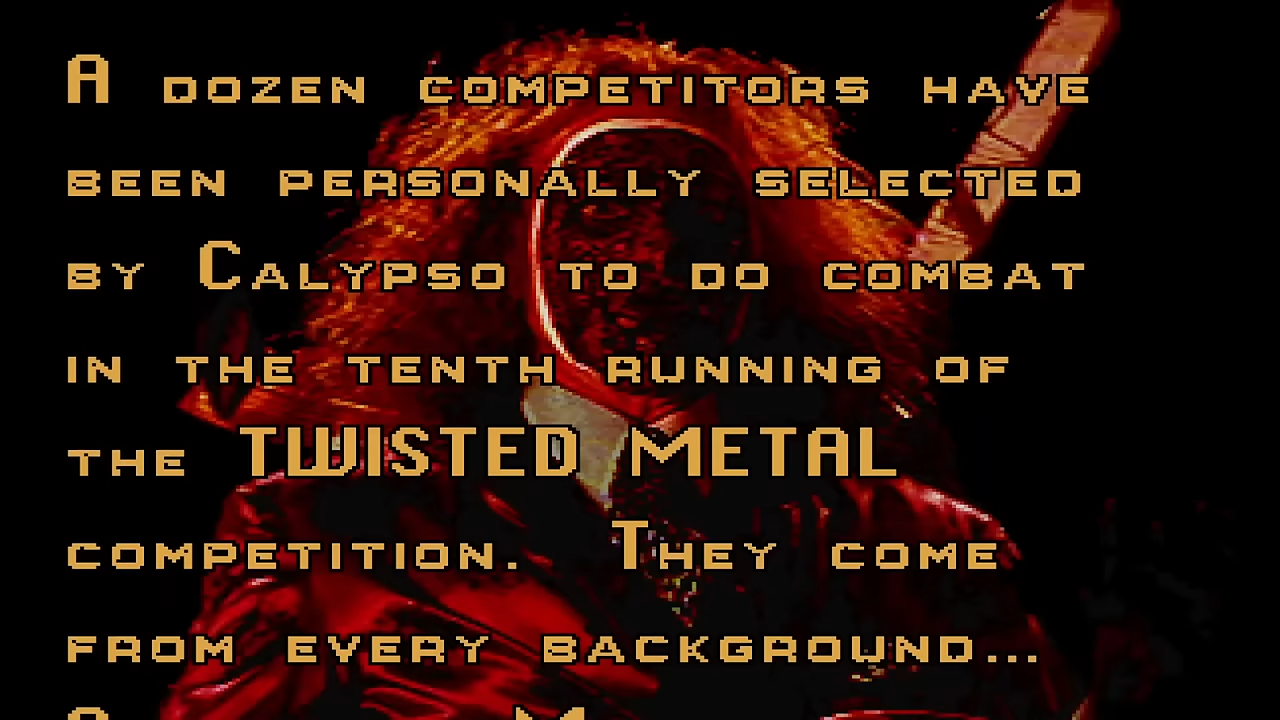 A DOZEN COMPETITORS HAVE
BEEN PERSONALLY SELECTED
BY CALYPSO TO DO COMBAT
IN THE TENTH RUNNING OF
THE TWISTED METAL
COMPETITION. THEY COME
FROM EVERY BACKGROUND...